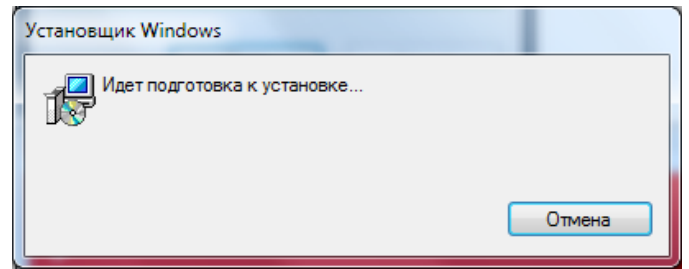 Установщик Windows
Идет подготовка к установке...
Отмена